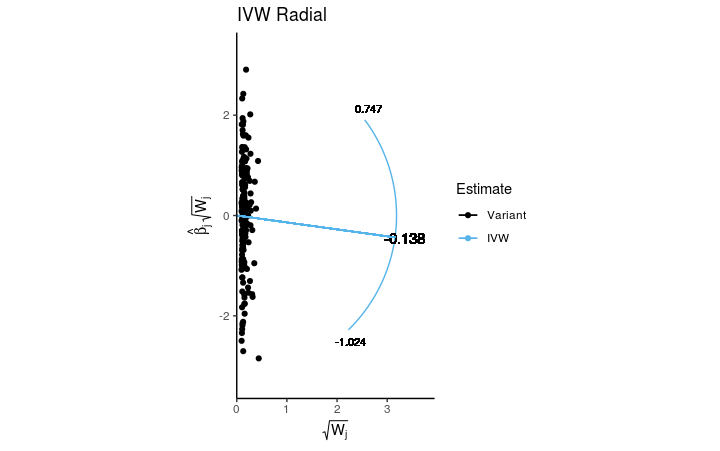 IVW Radial
β̂j√Wj
2
0
-2
0.747
-0.138
-1.024
0 1 2 3
√Wj
Estimate
Variant
IVW